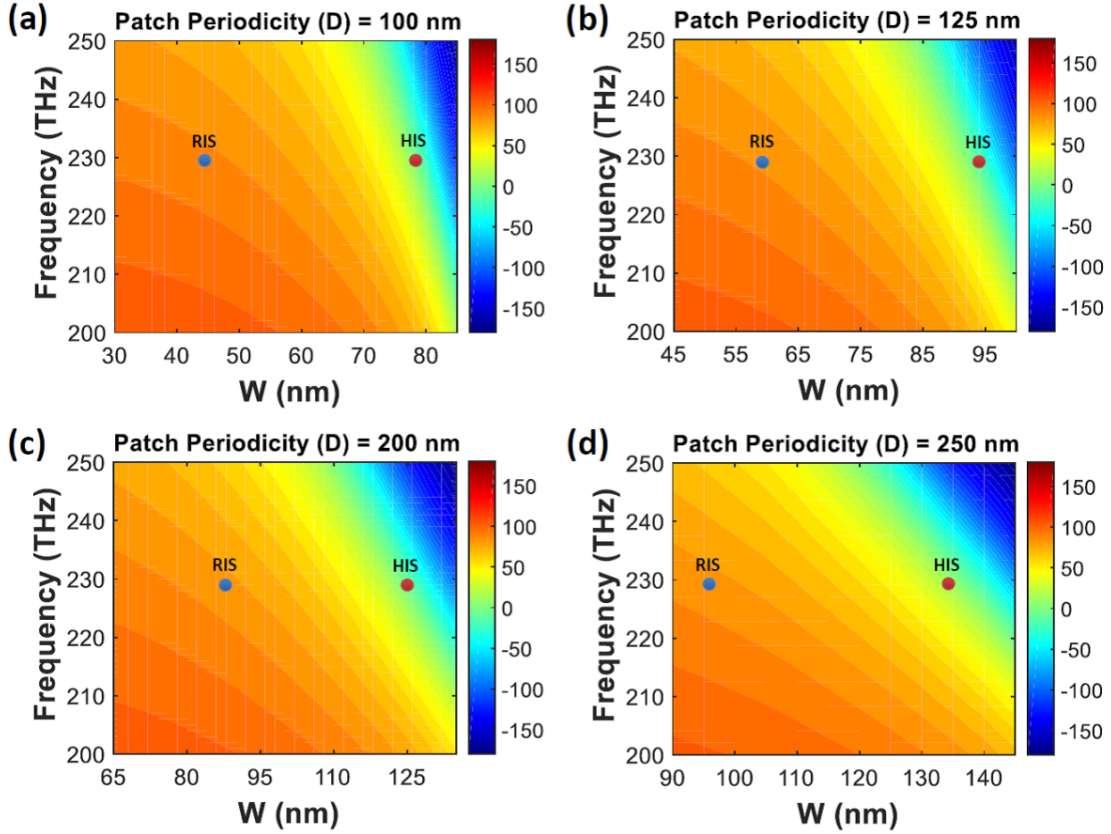 (a)
Patch Periodicity (D) = 100 nm
250
240
230
220
210
200
Frequency (THz)
RIS
HIS
30 40 50 60 70 80
W (nm)
150
100
50
0
-50
-100
-150
(b)
Patch Periodicity (D) = 125 nm
250
240
230
220
210
200
Frequency (THz)
RIS
HIS
45 55 65 75 85 95
W (nm)
150
100
50
0
-50
-100
-150
(c)
Patch Periodicity (D) = 200 nm
250
240
230
220
210
200
Frequency (THz)
RIS
HIS
65 80 95 110 125
W (nm)
150
100
50
0
-50
-100
-150
(d)
Patch Periodicity (D) = 250 nm
250
240
230
220
210
200
Frequency (THz)
RIS
HIS
90 100 110 120 130 140
W (nm)
150
100
50
0
-50
-100
-150